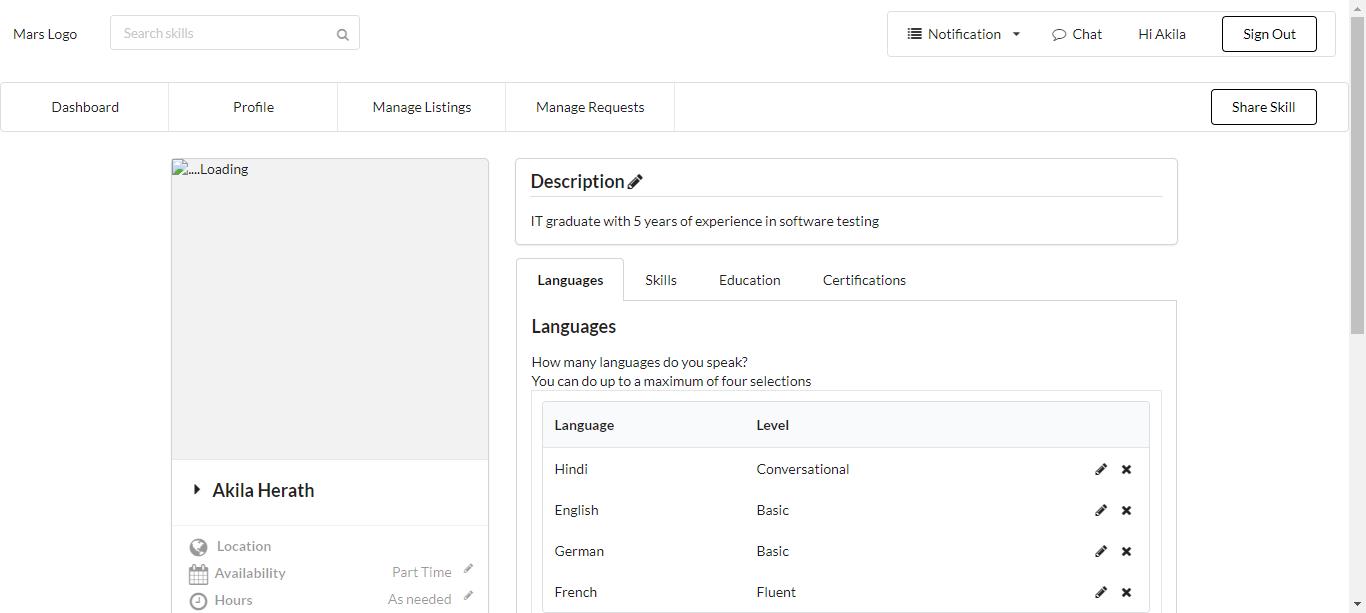 Mars Logo
Search skills
Notification
Chat
Hi Akila
Sign Out
Dashboard
Profile
Manage Listings
Manage Requests
Share Skill
....Loading
Akila Herath
Location
Availability Part Time
Hours As needed
Description
IT graduate with 5 years of experience in software testing
Languages
Skills
Education
Certifications
Languages
How many languages do you speak?
You can do up to a maximum of four selections
Language Level
Hindi Conversational
English Basic
German Basic
French Fluent